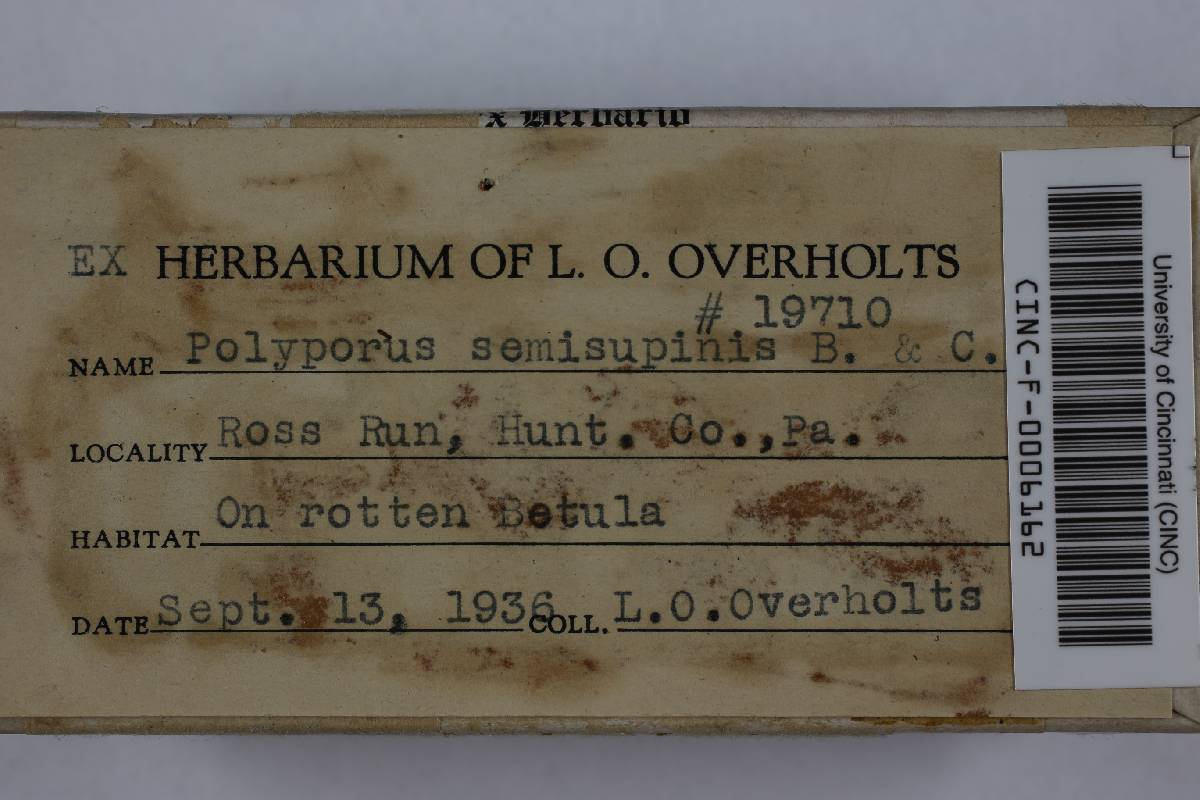 x Herbario
EX HERBARIUM OF L. O. OVERHOLTS
# 19710
NAME Polyporus semisupinis B. & C.
LOCALITY Ross Run, Hunt. Co.,Pa.
HABITAT On rotten Betula
DATE Sept. 13, 1936 COLL. L.O.Overholts
University of Cincinnati (CINC)
CINC-F-0006162